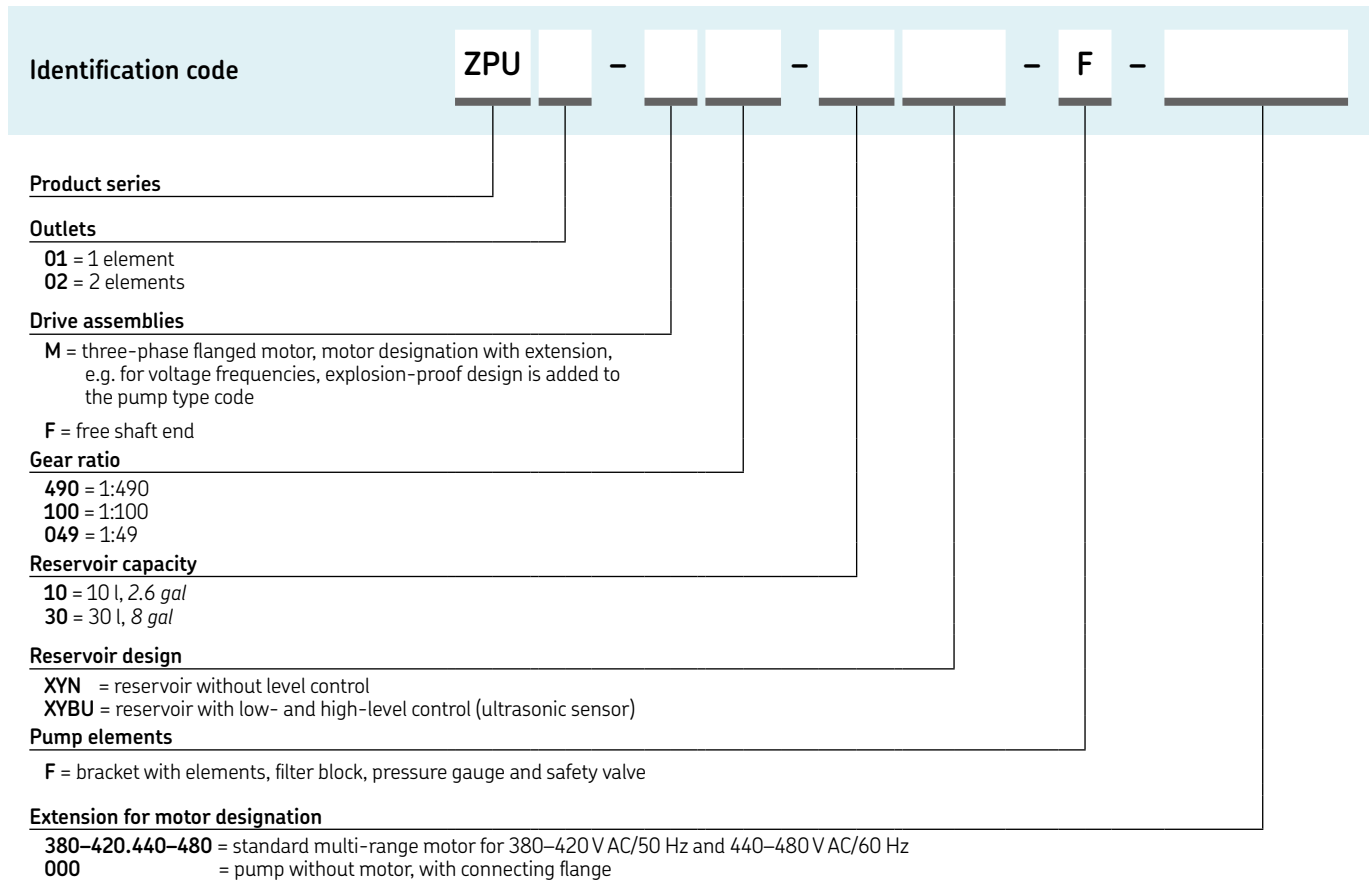 Identification code ZPU – – – F –
Product series
Outlets
01 = 1 element
02 = 2 elements
Drive assemblies
M = three-phase flanged motor, motor designation with extension,
e.g. for voltage frequencies, explosion-proof design is added to
the pump type code
F = free shaft end
Gear ratio
490 = 1:490
100 = 1:100
049 = 1:49
Reservoir capacity
10 = 10 l, 2.6 gal
30 = 30 l, 8 gal
Reservoir design
XYN = reservoir without level control
XYBU = reservoir with low- and high-level control (ultrasonic sensor)
Pump elements
F = bracket with elements, filter block, pressure gauge and safety valve
Extension for motor designation
380–420.440–480 = standard multi-range motor for 380–420 V AC/50 Hz and 440–480 V AC/60 Hz
000 = pump without motor, with connecting flange